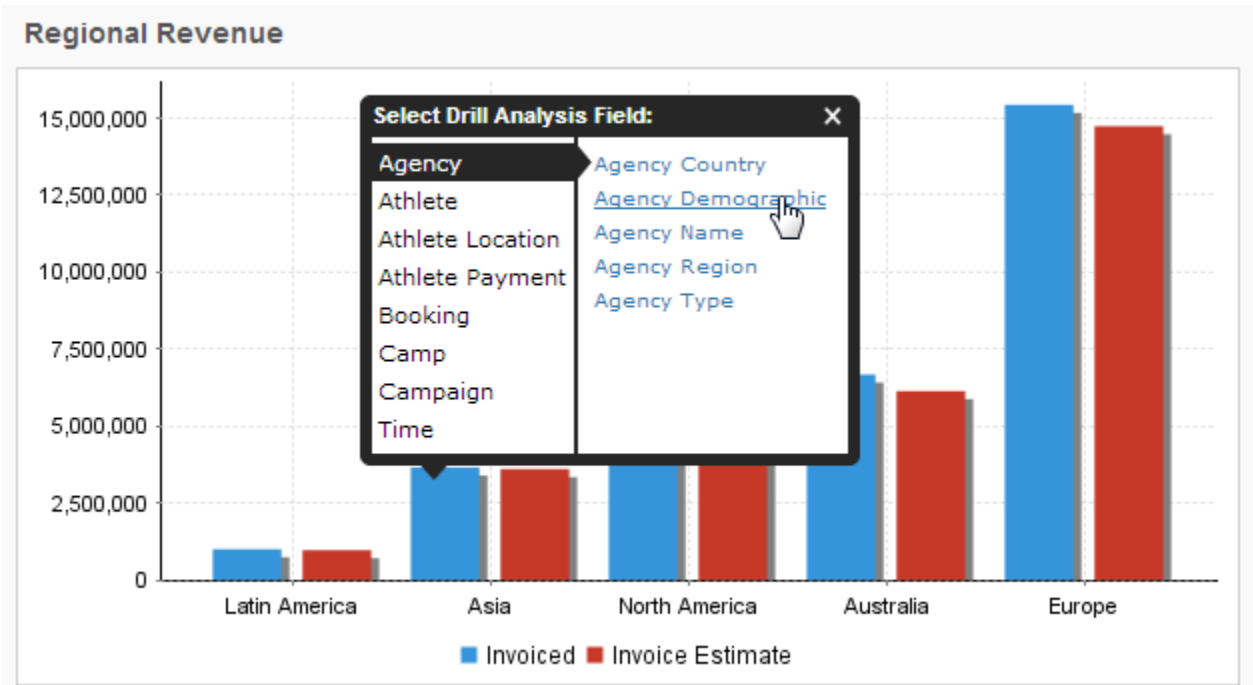 Regional Revenue
Select Drill Analysis Field: ×
Agency
Athlete
Athlete Location
Athlete Payment
Booking
Camp
Campaign
Time
Agency Country
Agency Demographic
Agency Name
Agency Region
Agency Type
15,000,000
12,500,000
10,000,000
7,500,000
5,000,000
2,500,000
0
Latin America Asia North America Australia Europe
Invoiced Invoice Estimate